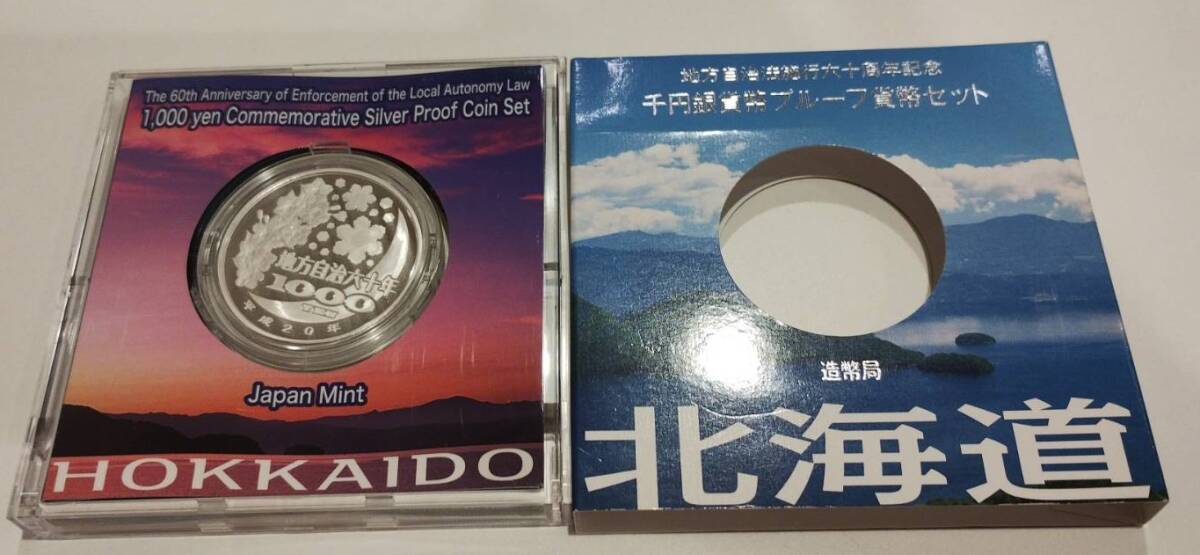 The 60th Anniversary of Enforcement of the Local Autonomy Law
1,000 yen Commemorative Silver Proof Coin Set
地方自治六十年
1000
平成20年
Japan Mint
HOKKAIDO
地方自治法施行六十周年記念
千円銀貨幣プルーフ貨幣セット
造幣局
北海道